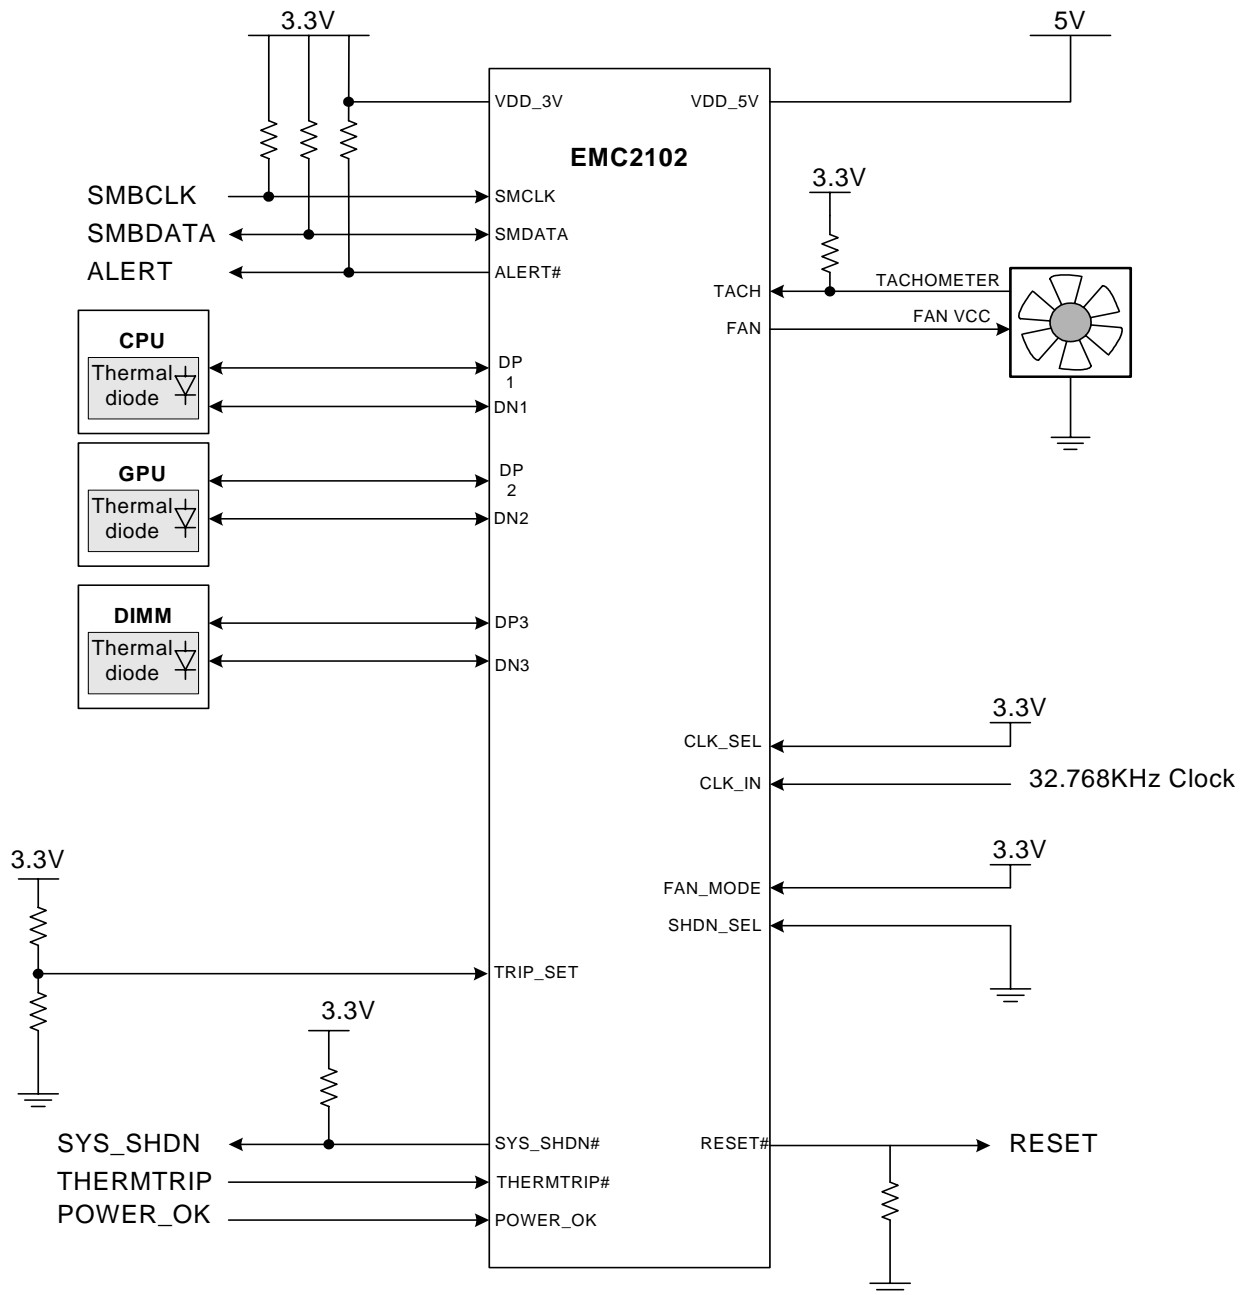 3.3V
5V
VDD_3V
VDD_5V
EMC2102
3.3V
SMBCLK
SMCLK
SMBDATA
SMDATA
ALERT
ALERT#
TACH
TACHOMETER
FAN
FAN VCC
CPU
Thermal
diode
DP
1
DN1
GPU
Thermal
diode
DP
2
DN2
DIMM
Thermal
diode
DP3
DN3
3.3V
CLK_SEL
CLK_IN
32.768KHz Clock
3.3V
3.3V
FAN_MODE
SHDN_SEL
TRIP_SET
3.3V
SYS_SHDN
SYS_SHDN#
RESET#
RESET
THERMTRIP
THERMTRIP#
POWER_OK
POWER_OK